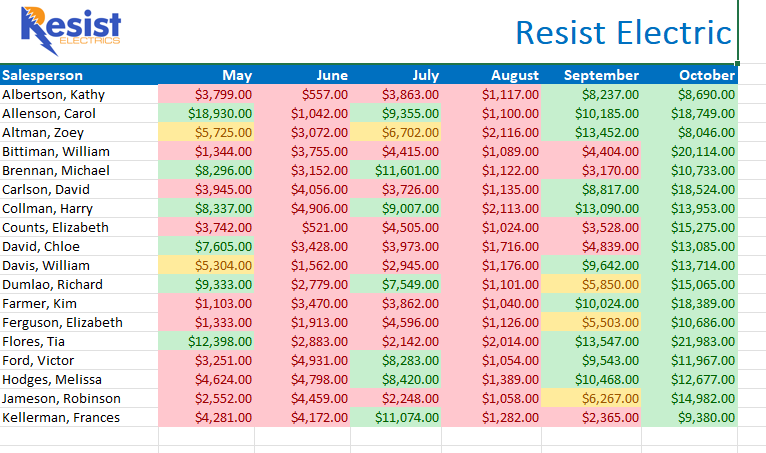 Resist
ELECTRICS
Resist Electric
Salesperson May June July August September October
Albertson, Kathy $3,799.00 $557.00 $3,863.00 $1,117.00 $8,237.00 $8,690.00
Allenson, Carol $18,930.00 $1,042.00 $9,355.00 $1,100.00 $10,185.00 $18,749.00
Altman, Zoey $5,725.00 $3,072.00 $6,702.00 $2,116.00 $13,452.00 $8,046.00
Bittiman, William $1,344.00 $3,755.00 $4,415.00 $1,089.00 $4,404.00 $20,114.00
Brennan, Michael $8,296.00 $3,152.00 $11,601.00 $1,122.00 $3,170.00 $10,733.00
Carlson, David $3,945.00 $4,056.00 $3,726.00 $1,135.00 $8,817.00 $18,524.00
Collman, Harry $8,337.00 $4,906.00 $9,007.00 $2,113.00 $13,090.00 $13,953.00
Counts, Elizabeth $3,742.00 $521.00 $4,505.00 $1,024.00 $3,528.00 $15,275.00
David, Chloe $7,605.00 $3,428.00 $3,973.00 $1,716.00 $4,839.00 $13,085.00
Davis, William $5,304.00 $1,562.00 $2,945.00 $1,176.00 $9,642.00 $13,714.00
Dumlao, Richard $9,333.00 $2,779.00 $7,549.00 $1,101.00 $5,850.00 $15,065.00
Farmer, Kim $1,103.00 $3,470.00 $3,862.00 $1,040.00 $10,024.00 $18,389.00
Ferguson, Elizabeth $1,333.00 $1,913.00 $4,596.00 $1,126.00 $5,503.00 $10,686.00
Flores, Tia $12,398.00 $2,883.00 $2,142.00 $2,014.00 $13,547.00 $21,983.00
Ford, Victor $3,251.00 $4,931.00 $8,283.00 $1,054.00 $9,543.00 $11,967.00
Hodges, Melissa $4,624.00 $4,798.00 $8,420.00 $1,389.00 $10,468.00 $12,677.00
Jameson, Robinson $2,552.00 $4,459.00 $2,248.00 $1,058.00 $6,267.00 $14,982.00
Kellerman, Frances $4,281.00 $4,172.00 $11,074.00 $1,282.00 $2,365.00 $9,380.00